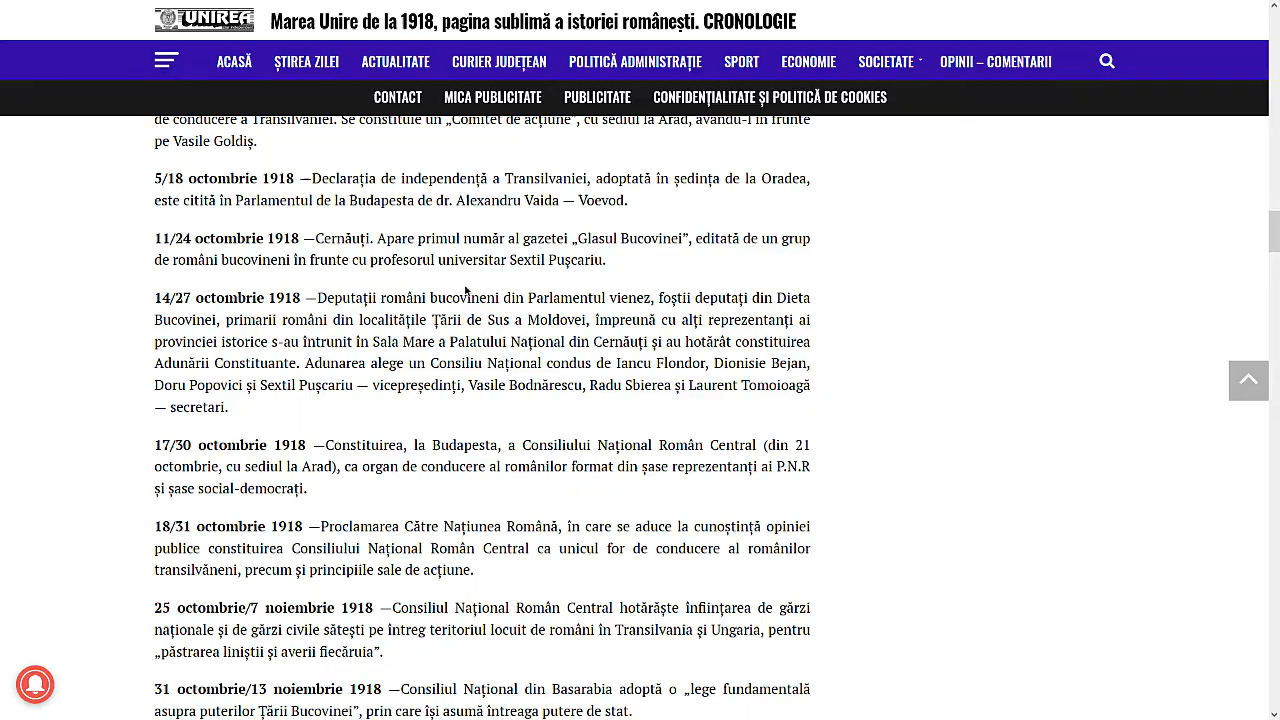 UNIREA
Marea Unire de la 1918, pagina sublimă a istoriei românești. CRONOLOGIE
ACASĂ ȘTIREA ZILEI ACTUALITATE CURIER JUDEȚEAN POLITICĂ ADMINISTRAȚIE SPORT ECONOMIE SOCIETATE OPINII – COMENTARII
CONTACT MICA PUBLICITATE PUBLICITATE CONFIDENȚIALITATE ȘI POLITICĂ DE COOKIES
de conducere a Transilvaniei. Se constituie un „Comitet de acțiune”, cu sediul la Arad, avându-l în frunte
pe Vasile Goldiș.
5/18 octombrie 1918 —Declarația de independență a Transilvaniei, adoptată în ședința de la Oradea,
este citită în Parlamentul de la Budapesta de dr. Alexandru Vaida — Voevod.
11/24 octombrie 1918 —Cernăuți. Apare primul număr al gazetei „Glasul Bucovinei”, editată de un grup
de români bucovineni în frunte cu profesorul universitar Sextil Pușcariu.
14/27 octombrie 1918 —Deputații români bucovineni din Parlamentul vienez, foștii deputați din Dieta
Bucovinei, primarii români din localitățile Țării de Sus a Moldovei, împreună cu alți reprezentanți ai
provinciei istorice s-au întrunit în Sala Mare a Palatului Național din Cernăuți și au hotărât constituirea
Adunării Constituante. Adunarea alege un Consiliu Național condus de Iancu Flondor, Dionisie Bejan,
Doru Popovici și Sextil Pușcariu — vicepreședinți, Vasile Bodnărescu, Radu Sbierea și Laurent Tomoioagă
— secretari.
17/30 octombrie 1918 —Constituirea, la Budapesta, a Consiliului Național Român Central (din 21
octombrie, cu sediul la Arad), ca organ de conducere al românilor format din șase reprezentanți ai P.N.R
și șase social-democrați.
18/31 octombrie 1918 —Proclamarea Către Națiunea Română, în care se aduce la cunoștință opiniei
publice constituirea Consiliului Național Român Central ca unicul for de conducere al românilor
transilvăneni, precum și principiile sale de acțiune.
25 octombrie/7 noiembrie 1918 —Consiliul Național Român Central hotărăște înființarea de gărzi
naționale și de gărzi civile sătești pe întreg teritoriul locuit de români în Transilvania și Ungaria, pentru
„păstrarea liniștii și averii fiecăruia”.
31 octombrie/13 noiembrie 1918 —Consiliul Național din Basarabia adoptă o „lege fundamentală
asupra puterilor Țării Bucovinei”, prin care își asumă întreaga putere de stat.